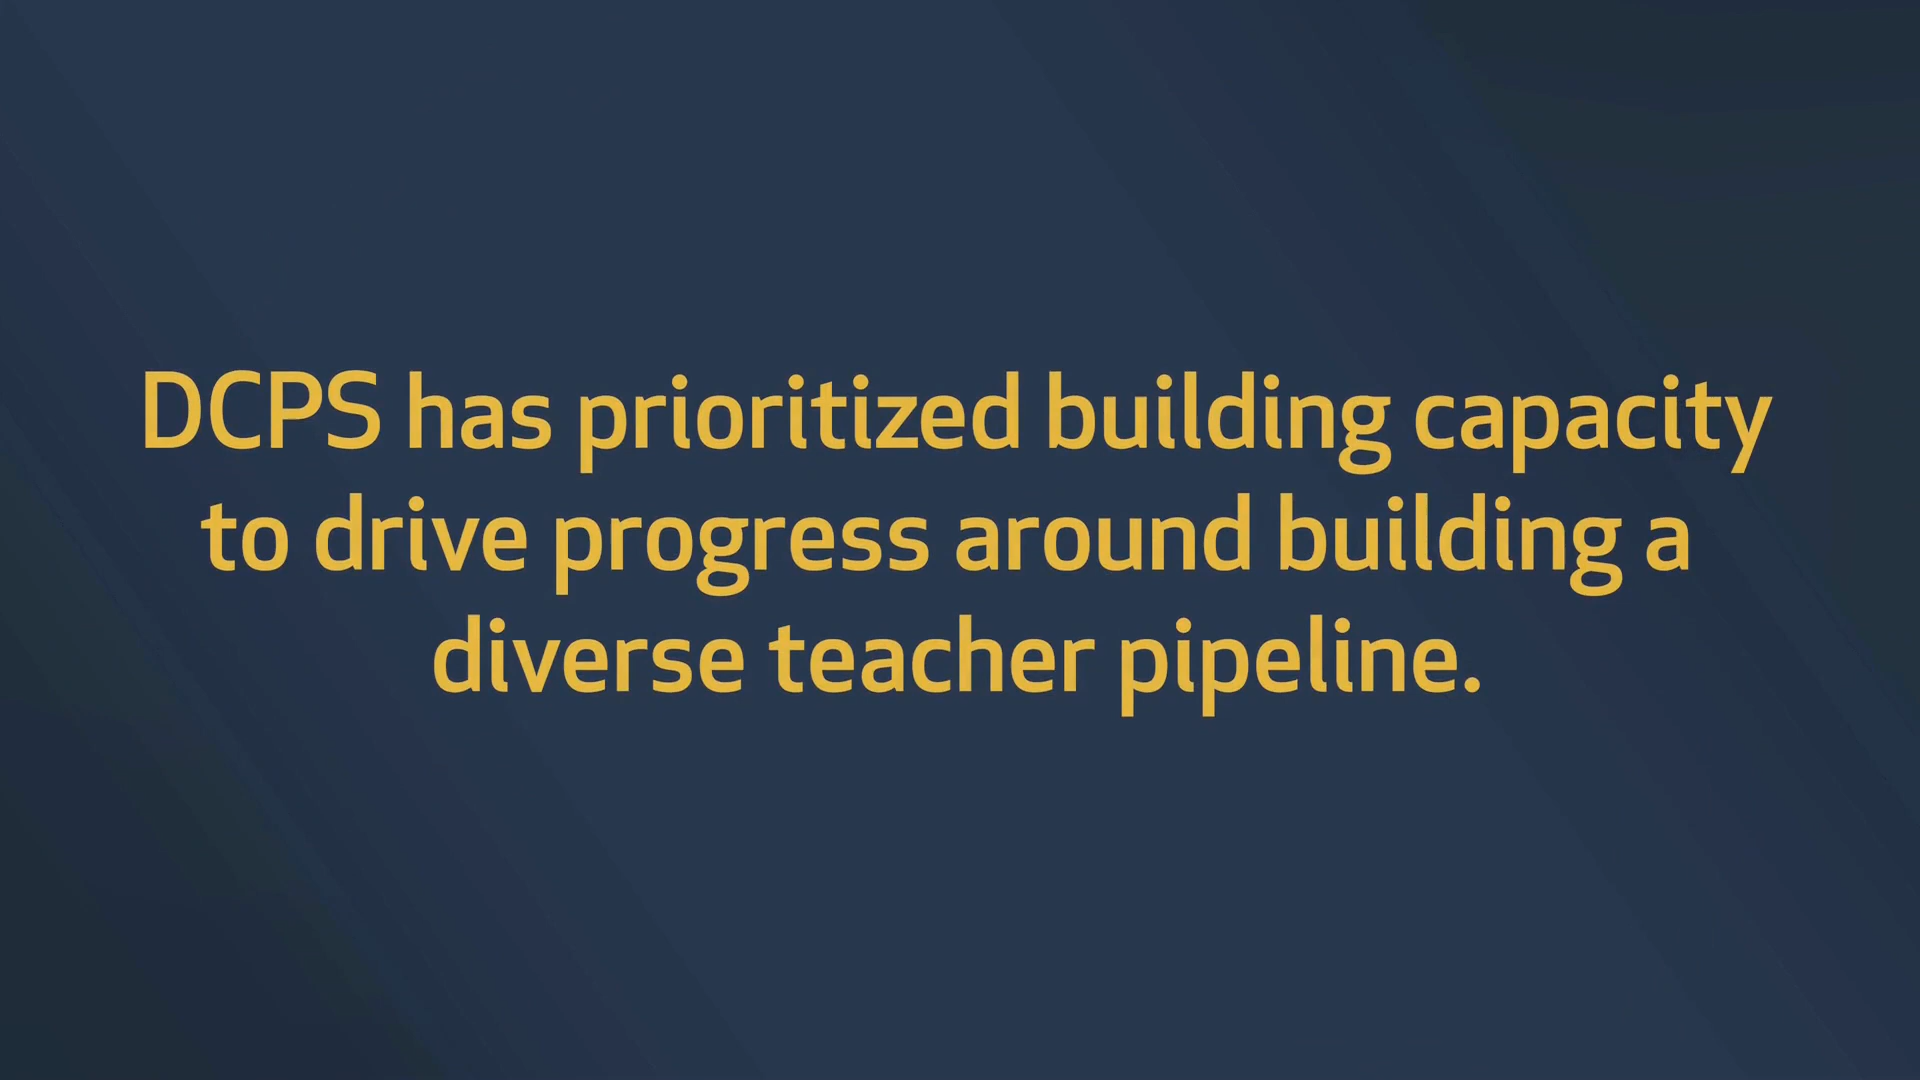 DCPS has prioritized building capacity
to drive progress around building a
diverse teacher pipeline.